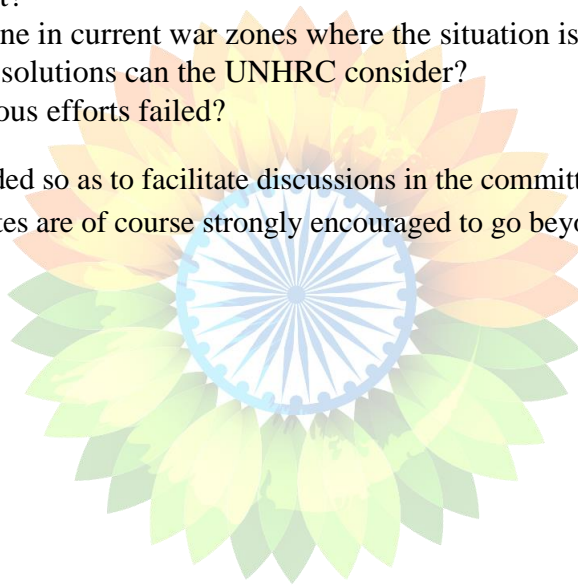 t?
ne in current war zones where the situation is
solutions can the UNHRC consider?
ous efforts failed?
ded so as to facilitate discussions in the committ
tes are of course strongly encouraged to go beyo